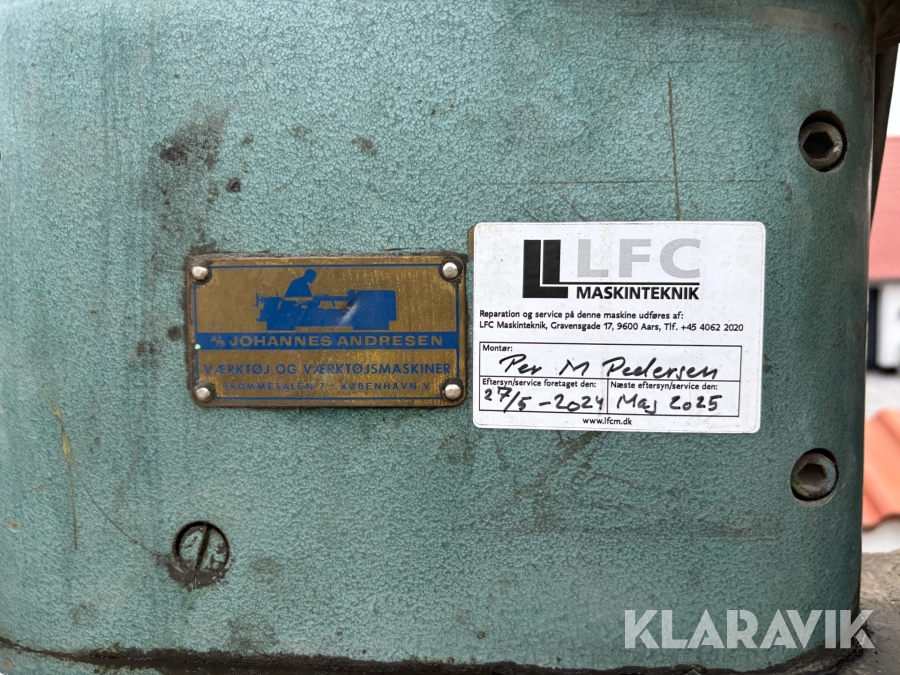 A/S JOHANNES ANDRESEN
VÆRKTØJ OG VÆRKTØJSMASKINER
TROMMESALEN 7 · KØBENHAVN V
LFC
MASKINTEKNIK
Reparation og service på denne maskine udføres af:
LFC Maskinteknik, Gravensgade 17, 9600 Aars, Tlf. +45 4062 2020
Montør:
Per M Pedersen
Eftersyn/service foretaget den:
27/5-2024
Næste eftersyn/service den:
Maj 2025
www.lfcm.dk
KLARAVIK